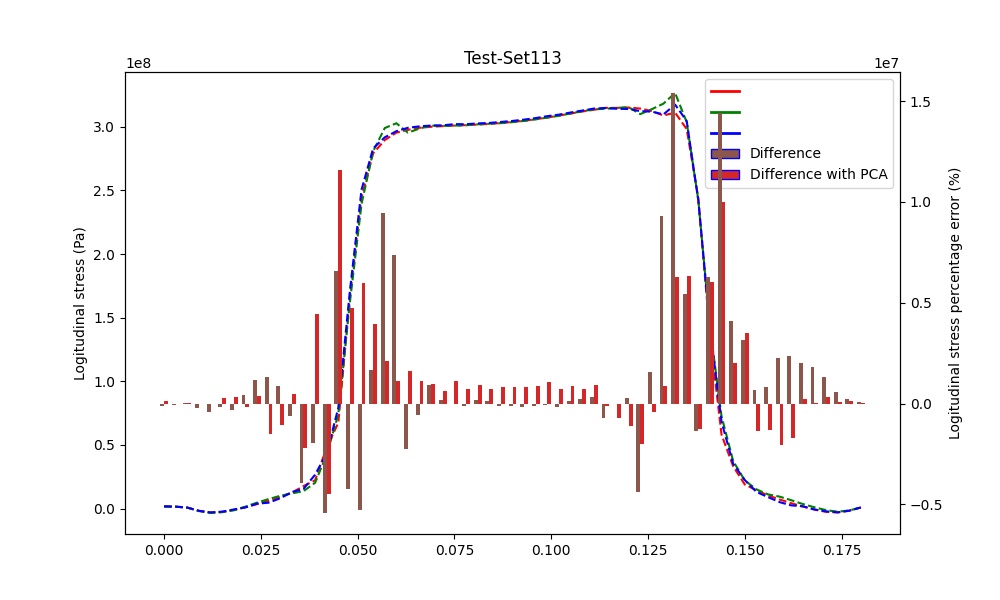 Test-Set113
1e8
1e7
Difference
Difference with PCA
Logitudinal stress (Pa)
3.0
2.5
2.0
1.5
1.0
0.5
0.0
1.5
1.0
0.5
0.0
−0.5
Logitudinal stress percentage error (%)
0.000
0.025
0.050
0.075
0.100
0.125
0.150
0.175